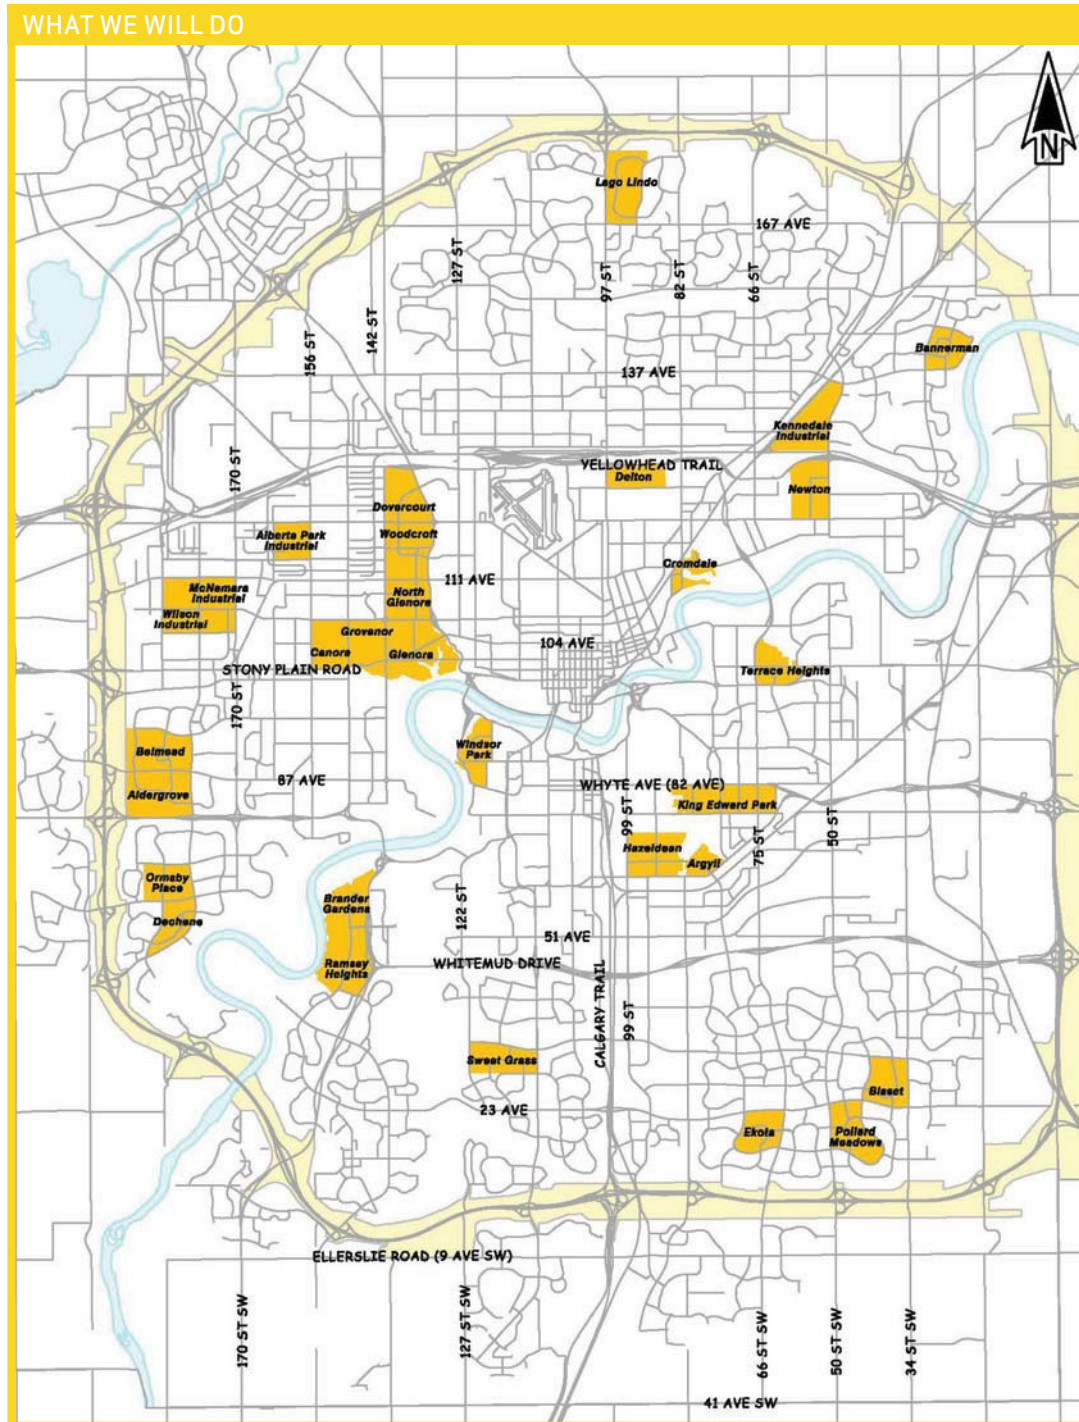 WHAT WE WILL DO
N
Lago Lindo
167 AVE
127 ST
97 ST
82 ST
66 ST
142 ST
156 ST
Bannerman
137 AVE
Kennedale
Industrial
170 ST
YELLOWHEAD TRAIL
Delton
Newton
Dovercourt
Woodcroft
Alberta Park
Industrial
Cromdale
111 AVE
McNamara
Industrial
Wilson
Industrial
North
Glenora
Grovenor
Canora
Glenora
104 AVE
STONY PLAIN ROAD
Terrace Heights
170 ST
Belmead
Windsor
Park
87 AVE
WHYTE AVE (82 AVE)
Aldergrove
King Edward Park
99 ST
75 ST
50 ST
Hazeldean
Argyll
Ormsby
Place
Dechene
Brander
Gardens
122 ST
51 AVE
Ramsay
Heights
WHITEMUD DRIVE
CALGARY TRAIL
99 ST
Sweet Grass
Bisset
23 AVE
Ekota
Pollard
Meadows
ELLERSLIE ROAD (9 AVE SW)
170 ST SW
127 ST SW
66 ST SW
50 ST SW
34 ST SW
41 AVE SW